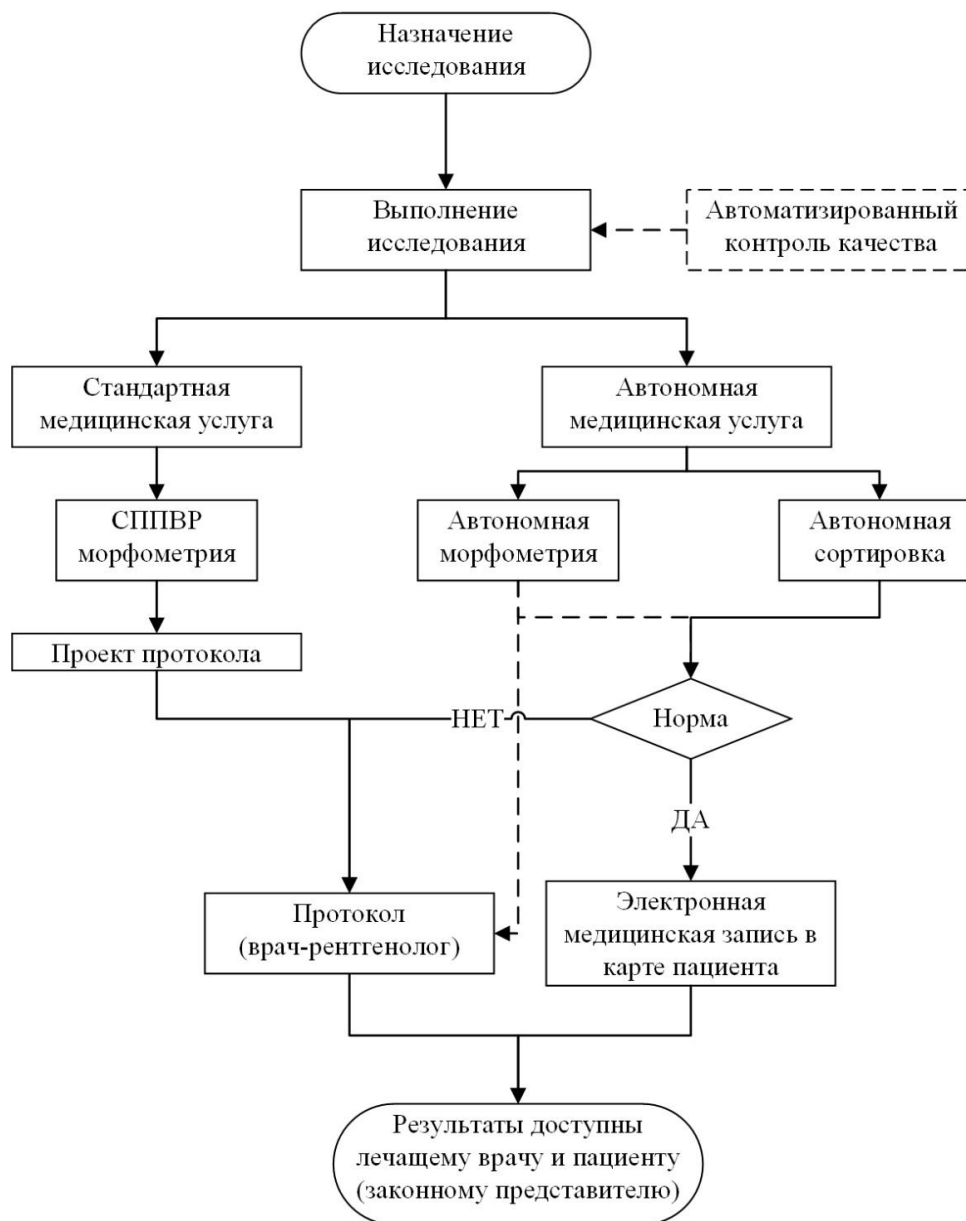 Назначение
исследования
Выполнение
исследования
Автоматизированный
контроль качества
Стандартная
медицинская услуга
Автономная
медицинская услуга
СППВР
морфометрия
Автономная
морфометрия
Автономная
сортировка
Проект протокола
НЕТ
Норма
ДА
Протокол
(врач-рентгенолог)
Электронная
медицинская запись в
карте пациента
Результаты доступны
лечащему врачу и пациенту
(законному представителю)